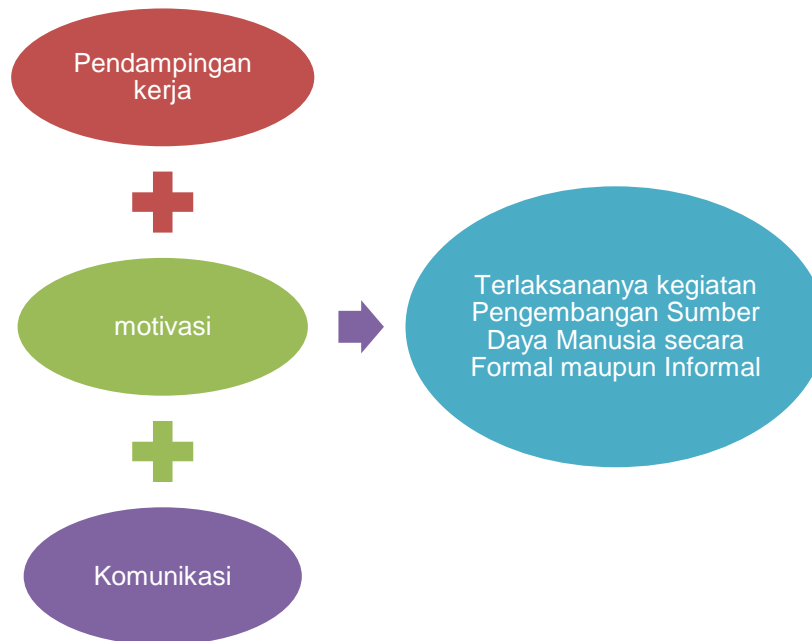 Pendampingan
kerja
motivasi
Terlaksananya kegiatan
Pengembangan Sumber
Daya Manusia secara
Formal maupun Informal
Komunikasi